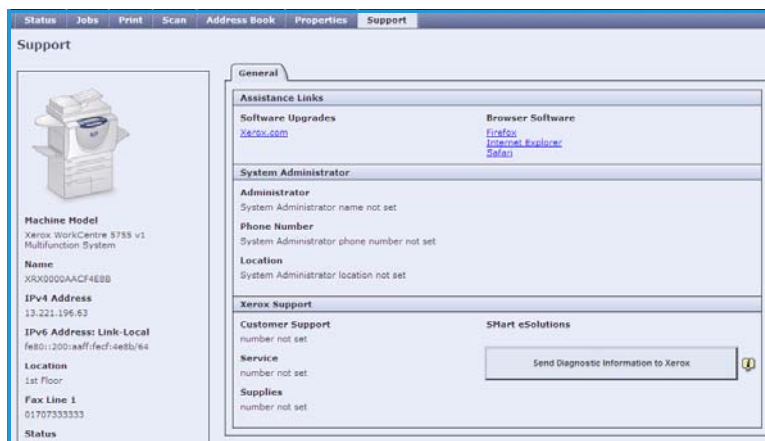 Status Jobs Print Scan Address Book Properties Support
Support
Machine Model
Xerox WorkCentre 5755 v1
Multifunction System
Name
XRX0000AACF4E8B
IPv4 Address
13.221.196.63
IPv6 Address: Link-Local
fe80::200:aaff:fecf:4e8b/64
Location
1st Floor
Fax Line 1
01707333333
Status
General
Assistance Links
Software Upgrades
Xerox.com
Browser Software
Firefox
Internet Explorer
Safari
System Administrator
Administrator
System Administrator name not set
Phone Number
System Administrator phone number not set
Location
System Administrator location not set
Xerox Support
Customer Support
number not set
Service
number not set
Supplies
number not set
SMart eSolutions
Send Diagnostic Information to Xerox